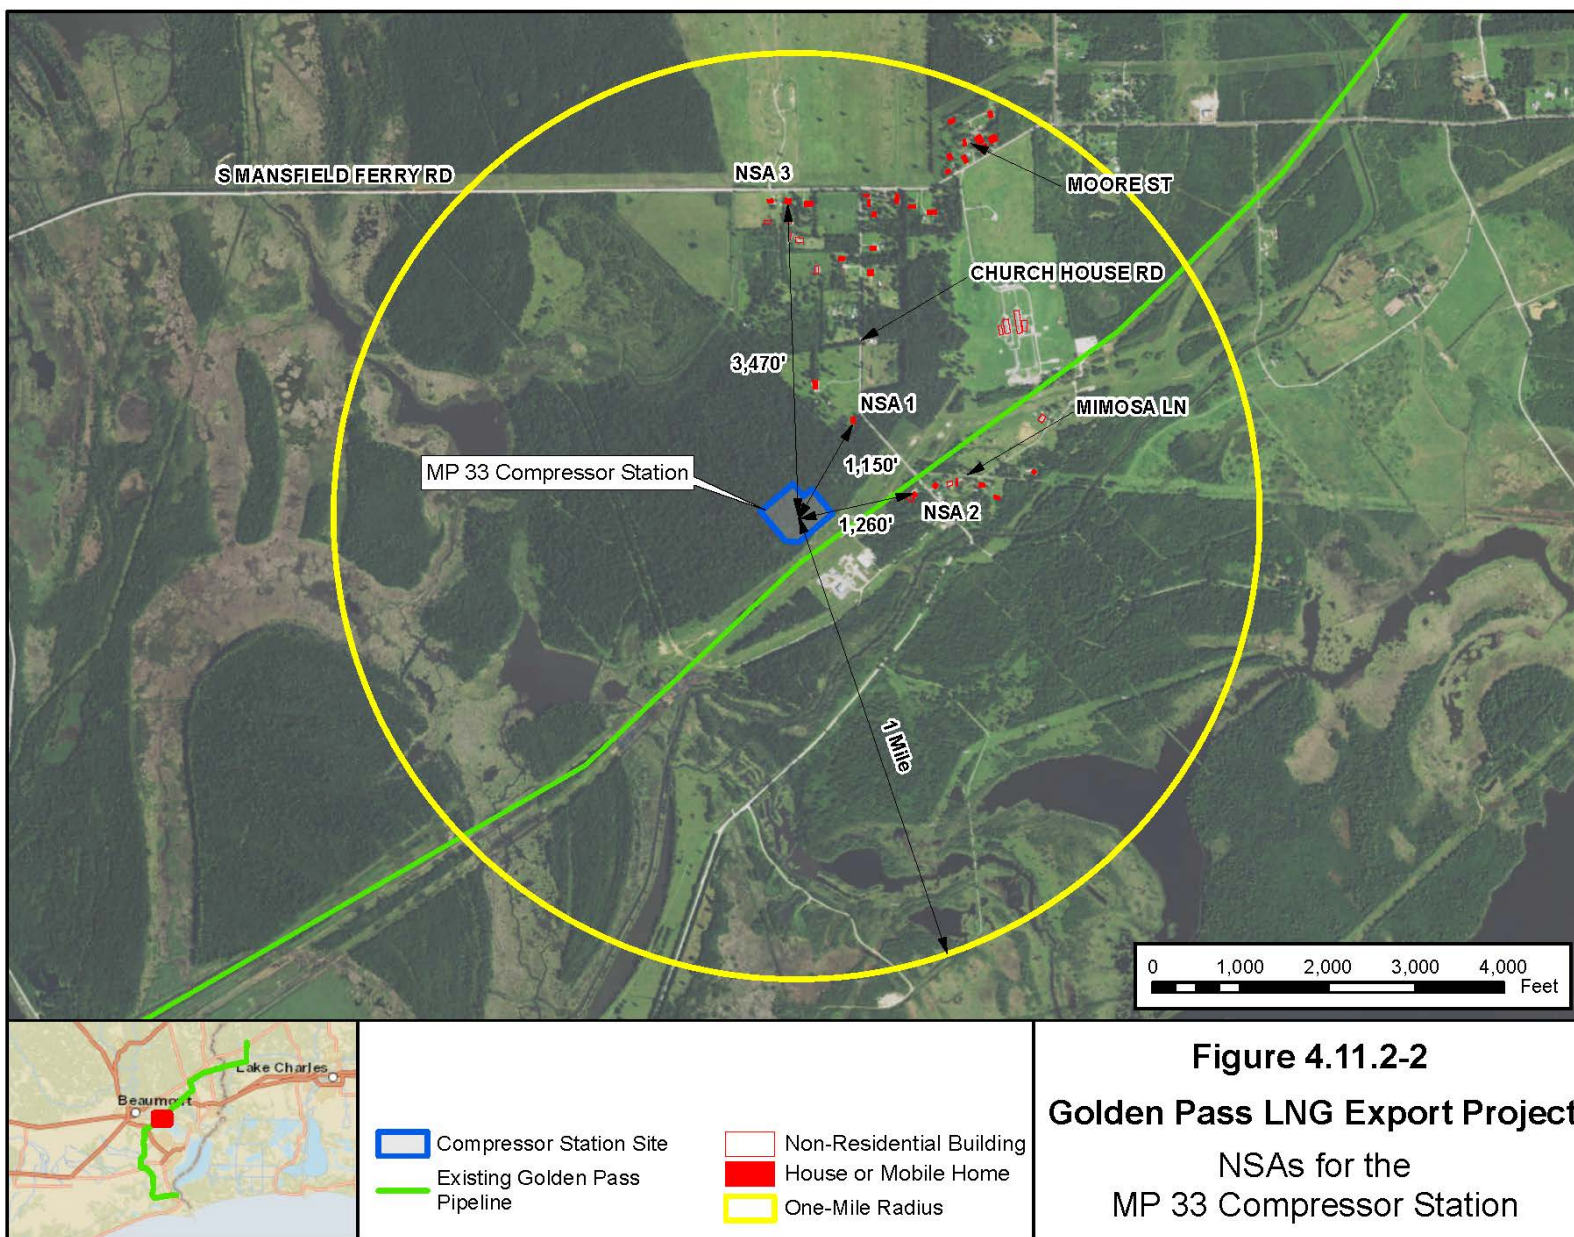 S MANSFIELD FERRY RD
NSA 3
MOORE ST
CHURCH HOUSE RD
3,470'
NSA 1
MIMOSA LN
1,150'
MP 33 Compressor Station
NSA 2
1,260'
1 Mile
0 1,000 2,000 3,000 4,000
Feet
Lake Charles
Beaumont
Compressor Station Site
Existing Golden Pass
Pipeline
Non-Residential Building
House or Mobile Home
One-Mile Radius
Figure 4.11.2-2
Golden Pass LNG Export Project
NSAs for the
MP 33 Compressor Station